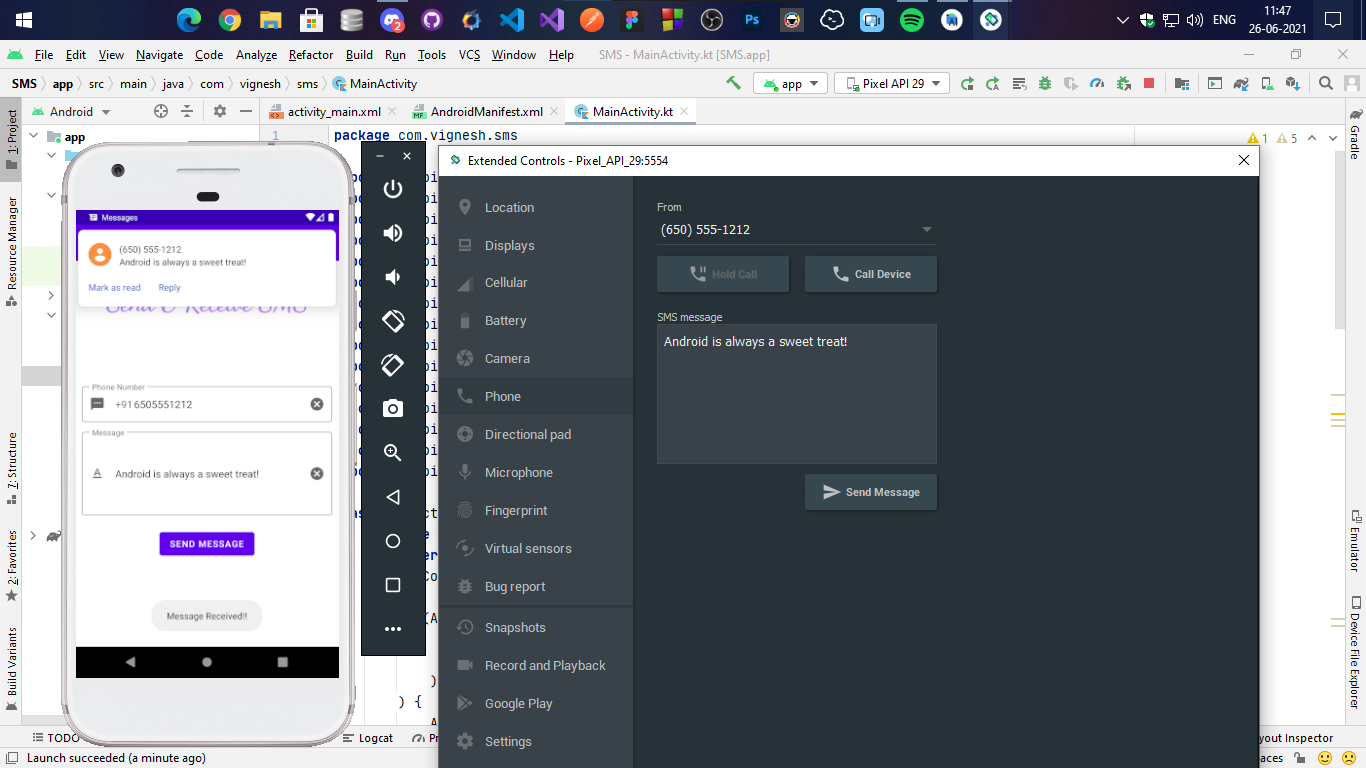 11:47
ENG
26-06-2021
2
File Edit View Navigate Code Analyze Refactor Build Run Tools VCS Window Help SMS - MainActivity.kt [SMS.app]
SMS app src main java com vignesh sms MainActivity
app Pixel API 29
Android activity_main.xml AndroidManifest.xml MainActivity.kt
1: Project
Resource Manager
7: Structure
2: Favorites
Build Variants
app
1 package com.vignesh.sms
1 5
Gradle
Emulator
Device File Explorer
Messages
(650) 555-1212
Android is always a sweet treat!
Mark as read Reply
Send & Receive SMS
Phone Number
+91 6505551212
Message
Android is always a sweet treat!
SEND MESSAGE
Message Received!!
Extended Controls - Pixel_API_29:5554
Location
Displays
Cellular
Battery
Camera
Phone
Directional pad
Microphone
Fingerprint
Virtual sensors
Bug report
Snapshots
Record and Playback
Google Play
Settings
From
(650) 555-1212
Hold Call Call Device
SMS message
Android is always a sweet treat!
Send Message
)
) {
TODO Logcat
Inspector
Launch succeeded (a minute ago)